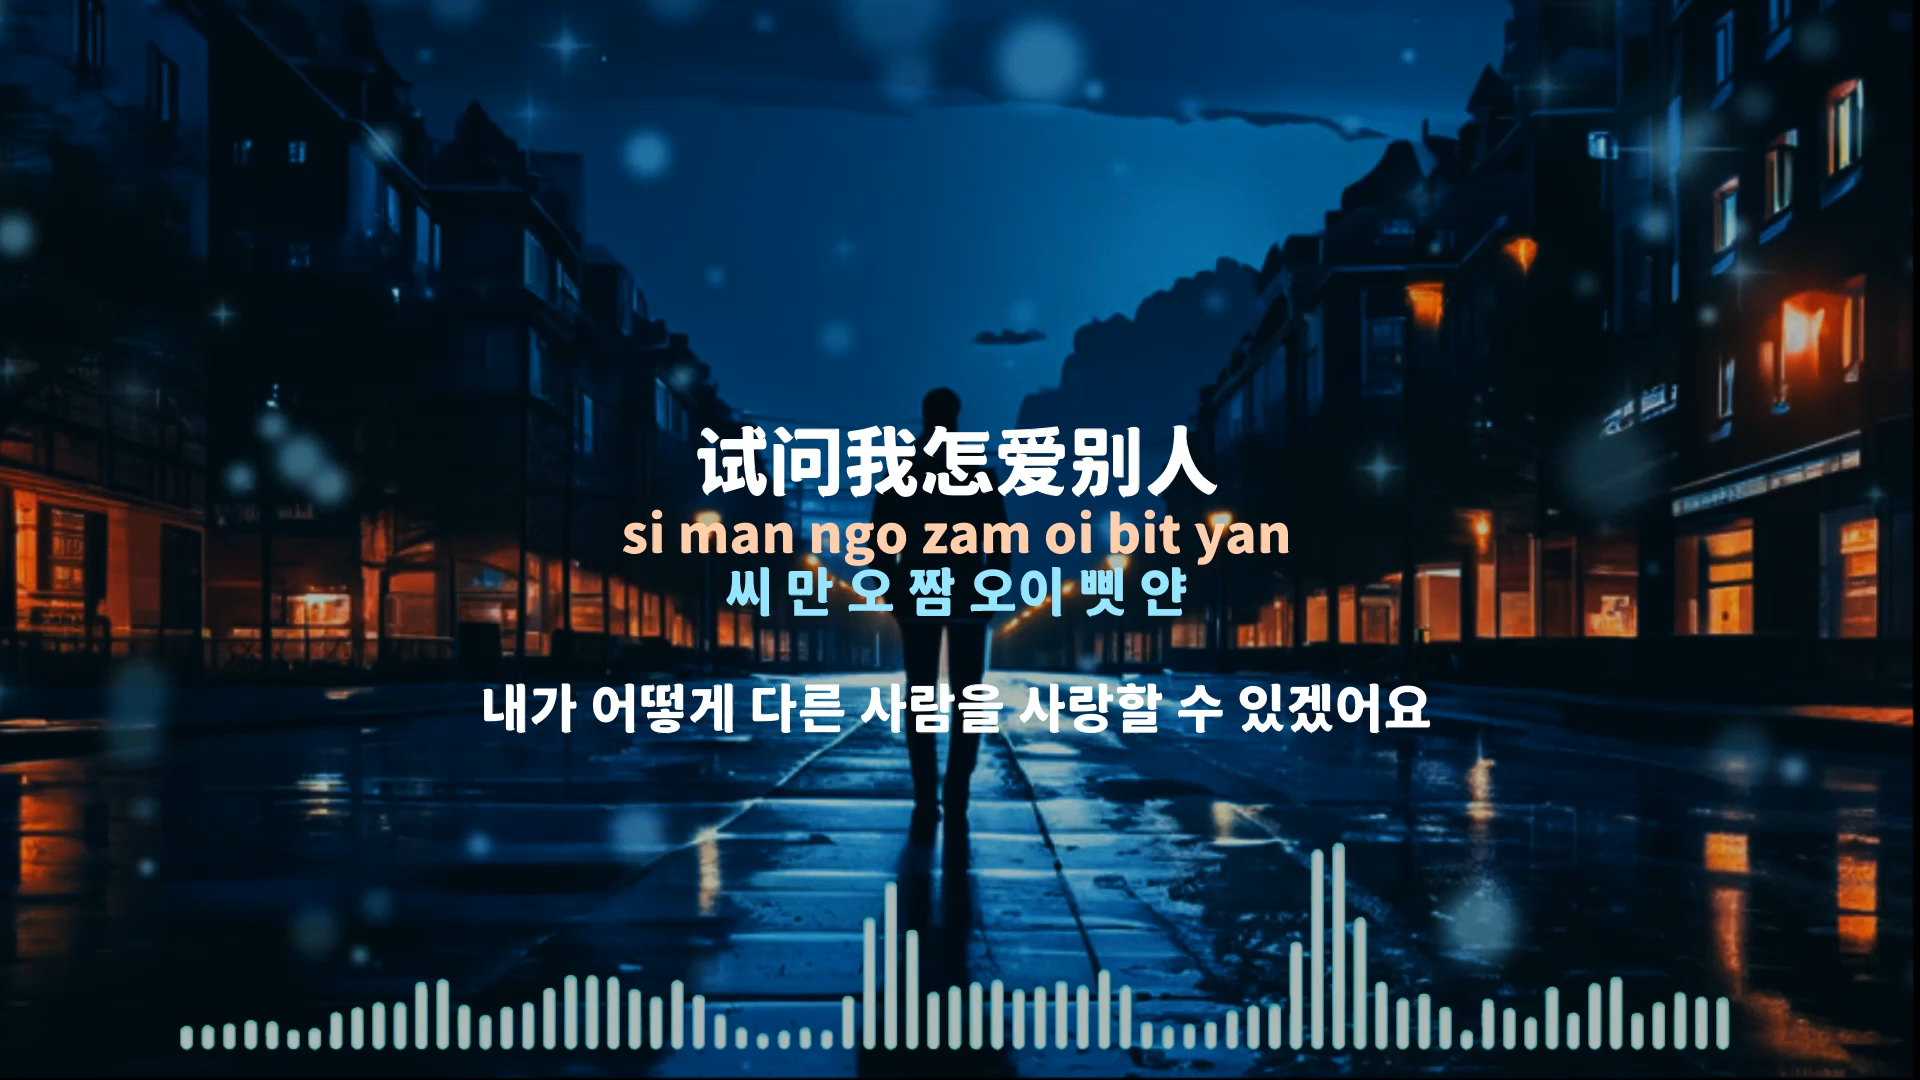 试问我怎爱别人
si man ngo zam oi bit yan
씨 만 오 짬 오이 삣 얀
내가 어떻게 다른 사람을 사랑할 수 있겠어요